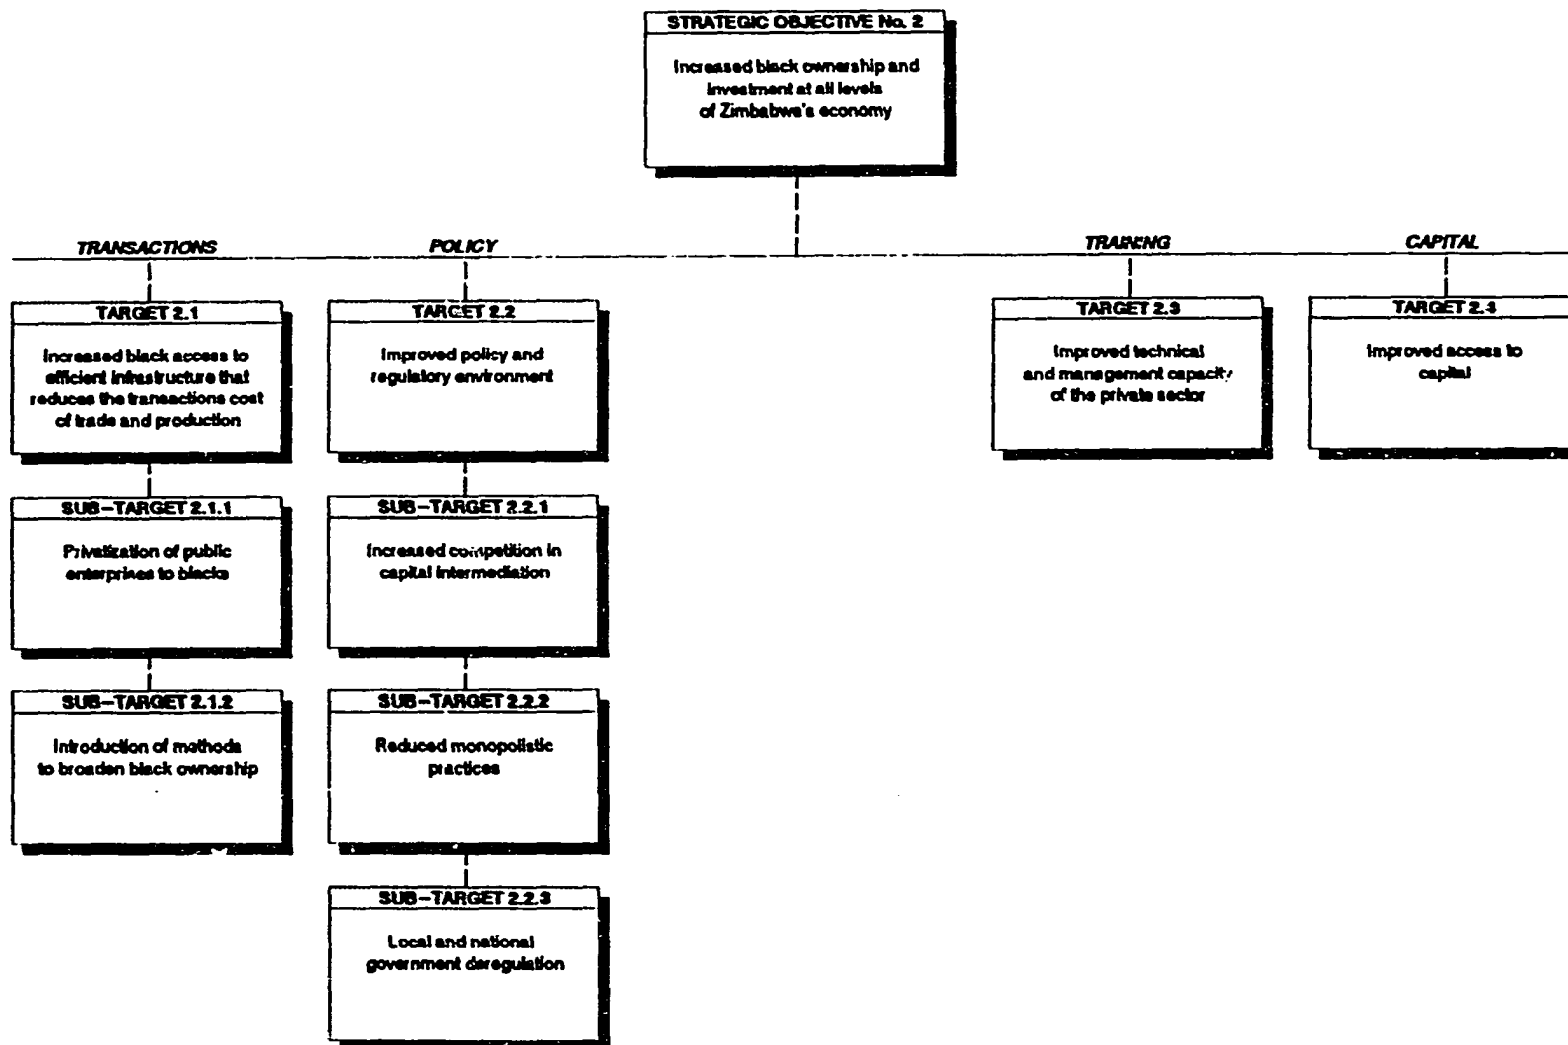 STRATEGIC OBJECTIVE No. 2
Increased black ownership and
investment at all levels
of Zimbabwe's economy
TRANSACTIONS
POLICY
TRAINING
CAPITAL
TARGET 2.1
Increased black access to
efficient infrastructure that
reduces the transactions cost
of trade and production
TARGET 2.2
Improved policy and
regulatory environment
TARGET 2.3
Improved technical
and management capacity
of the private sector
TARGET 2.4
Improved access to
capital
SUB-TARGET 2.1.1
Privatization of public
enterprises to blacks
SUB-TARGET 2.2.1
Increased competition in
capital intermediation
SUB-TARGET 2.1.2
Introduction of methods
to broaden black ownership
SUB-TARGET 2.2.2
Reduced monopolistic
practices
SUB-TARGET 2.2.3
Local and national
government deregulation